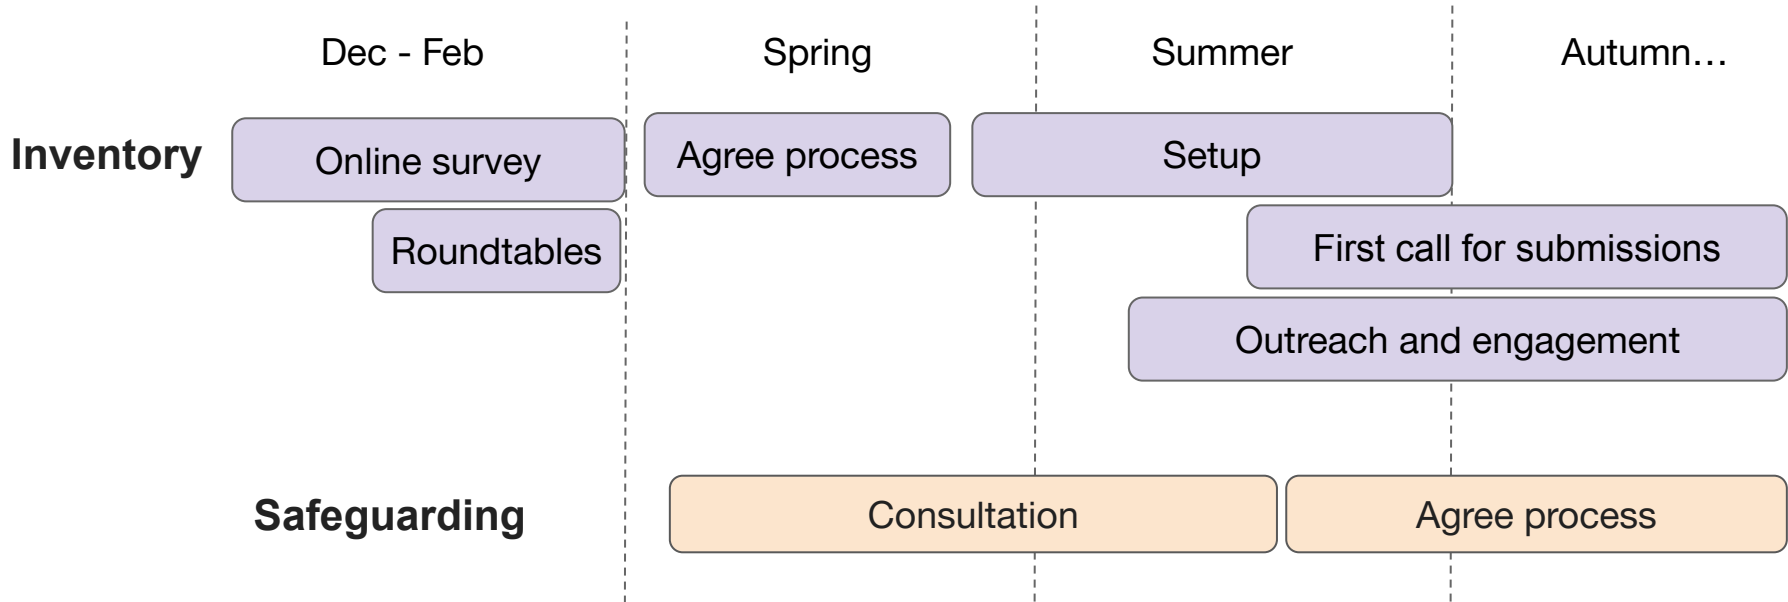 Dec - Feb
Spring
Summer
Autumn…
Inventory
Online survey
Agree process
Setup
Roundtables
First call for submissions
Outreach and engagement
Safeguarding
Consultation
Agree process